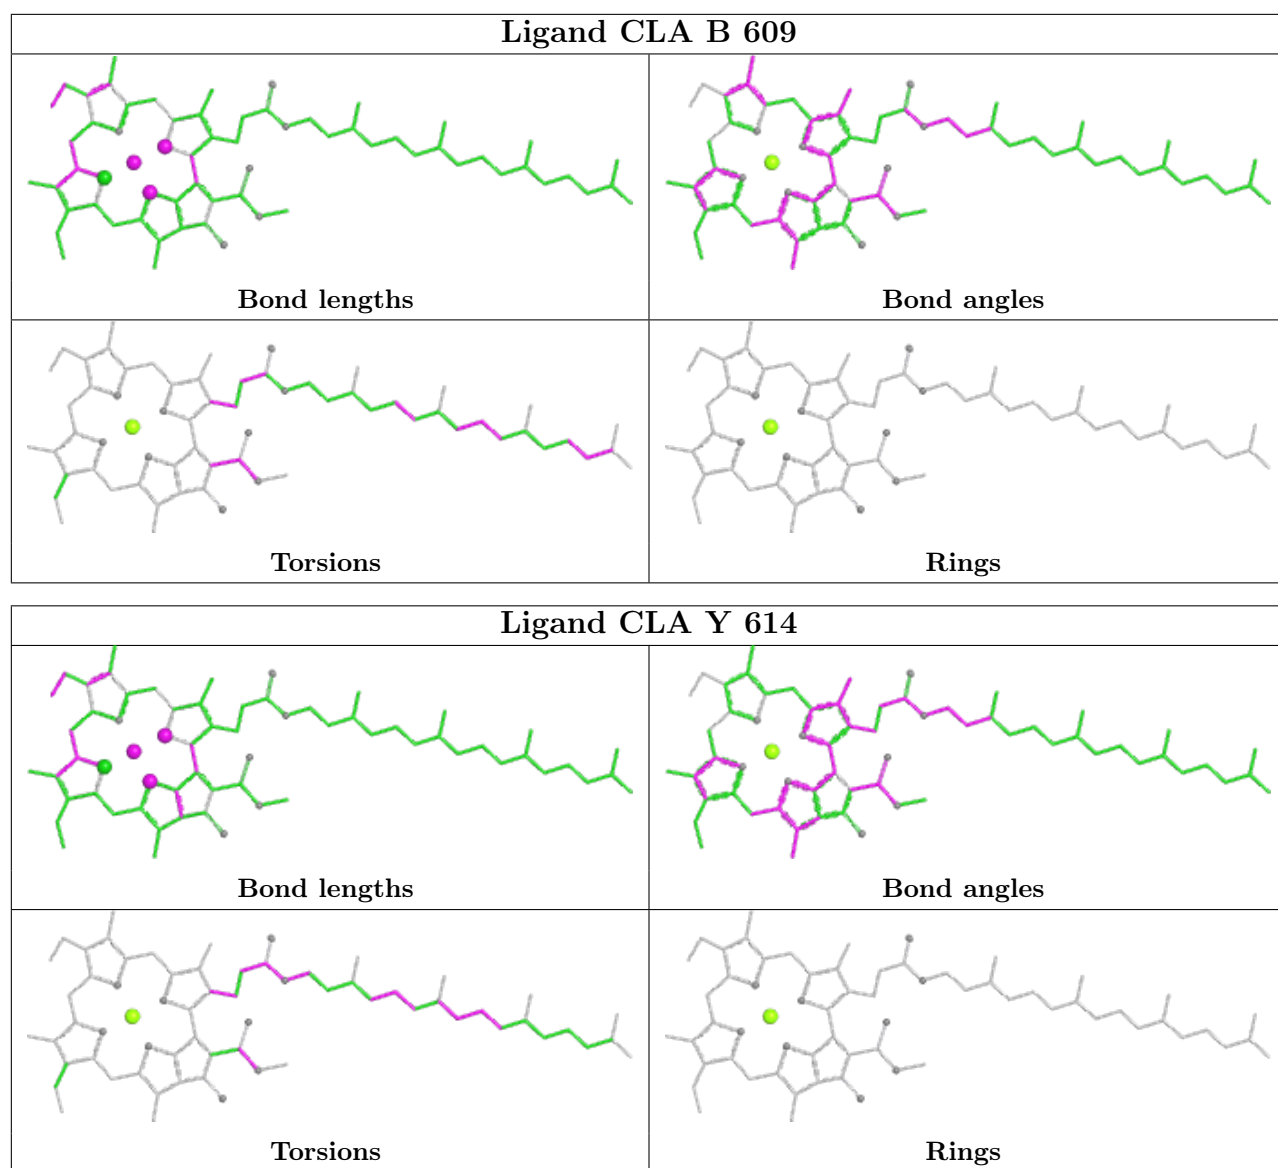 Ligand CLA B 609
Bond lengths
Bond angles
Torsions
Rings
Ligand CLA Y 614
Bond lengths
Bond angles
Torsions
Rings